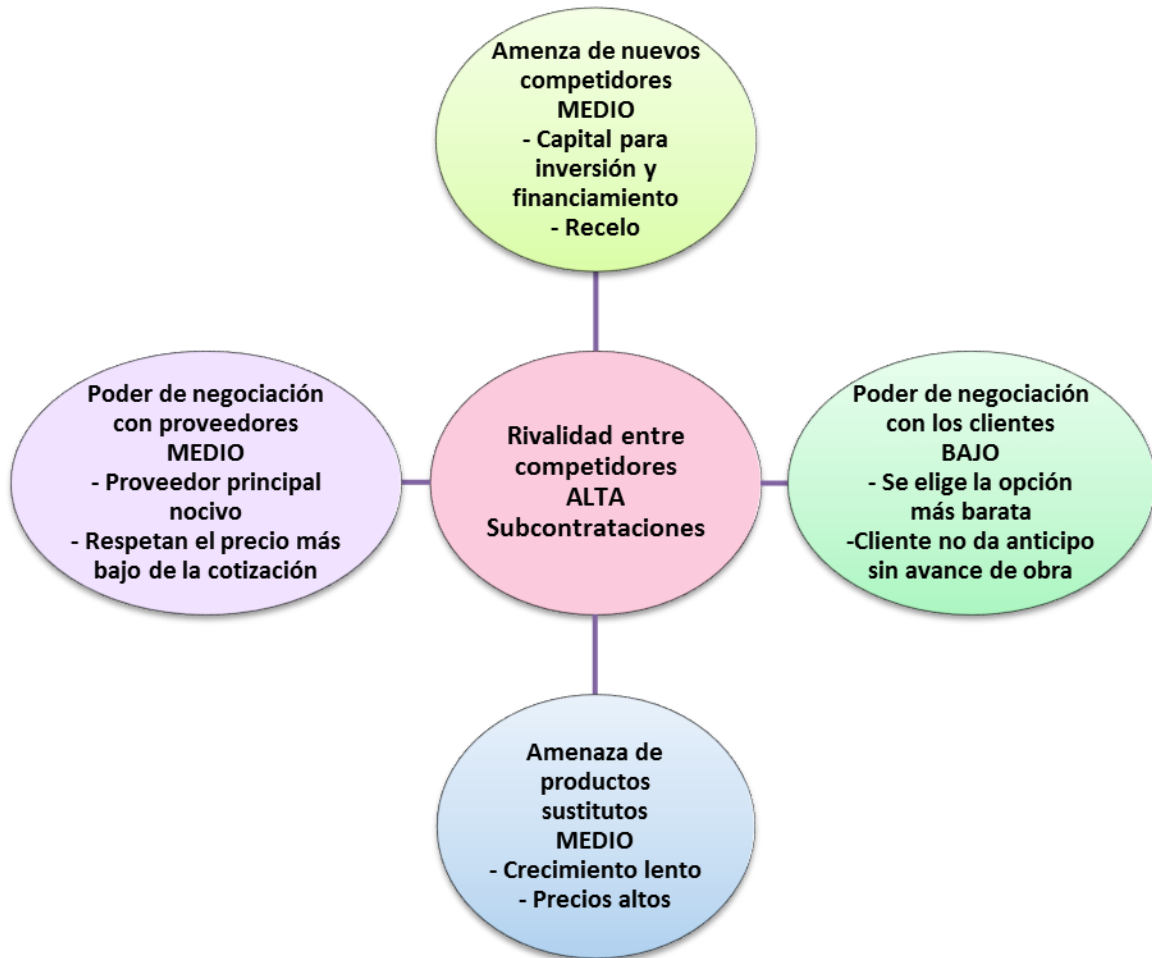 Amenza de nuevos
competidores
MEDIO
- Capital para
inversión y
financiamiento
- Recelo
Poder de negociación
con proveedores
MEDIO
- Proveedor principal
nocivo
- Respetan el precio más
bajo de la cotización
Rivalidad entre
competidores
ALTA
Subcontrataciones
Poder de negociación
con los clientes
BAJO
- Se elige la opción
más barata
-Cliente no da anticipo
sin avance de obra
Amenaza de
productos
sustitutos
MEDIO
- Crecimiento lento
- Precios altos